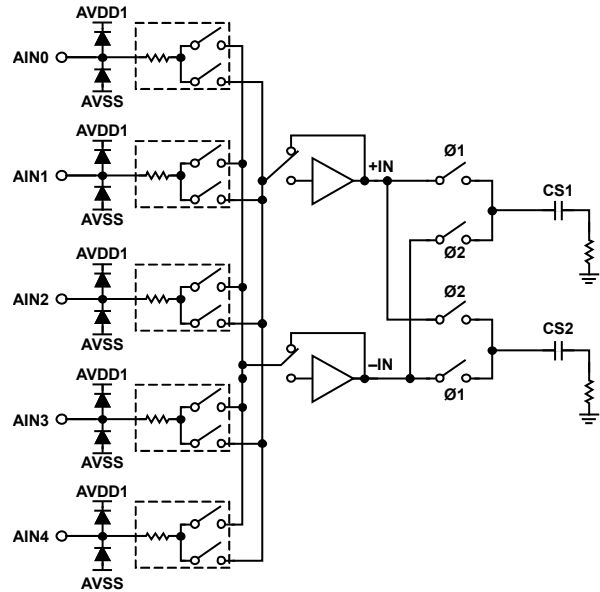 AVDD1
AIN0
AVSS
AVDD1
AIN1
AVSS
AVDD1
AIN2
AVSS
AVDD1
AIN3
AVSS
AVDD1
AIN4
AVSS
+IN
–IN
Ø1
Ø2
Ø2
Ø1
CS1
CS2